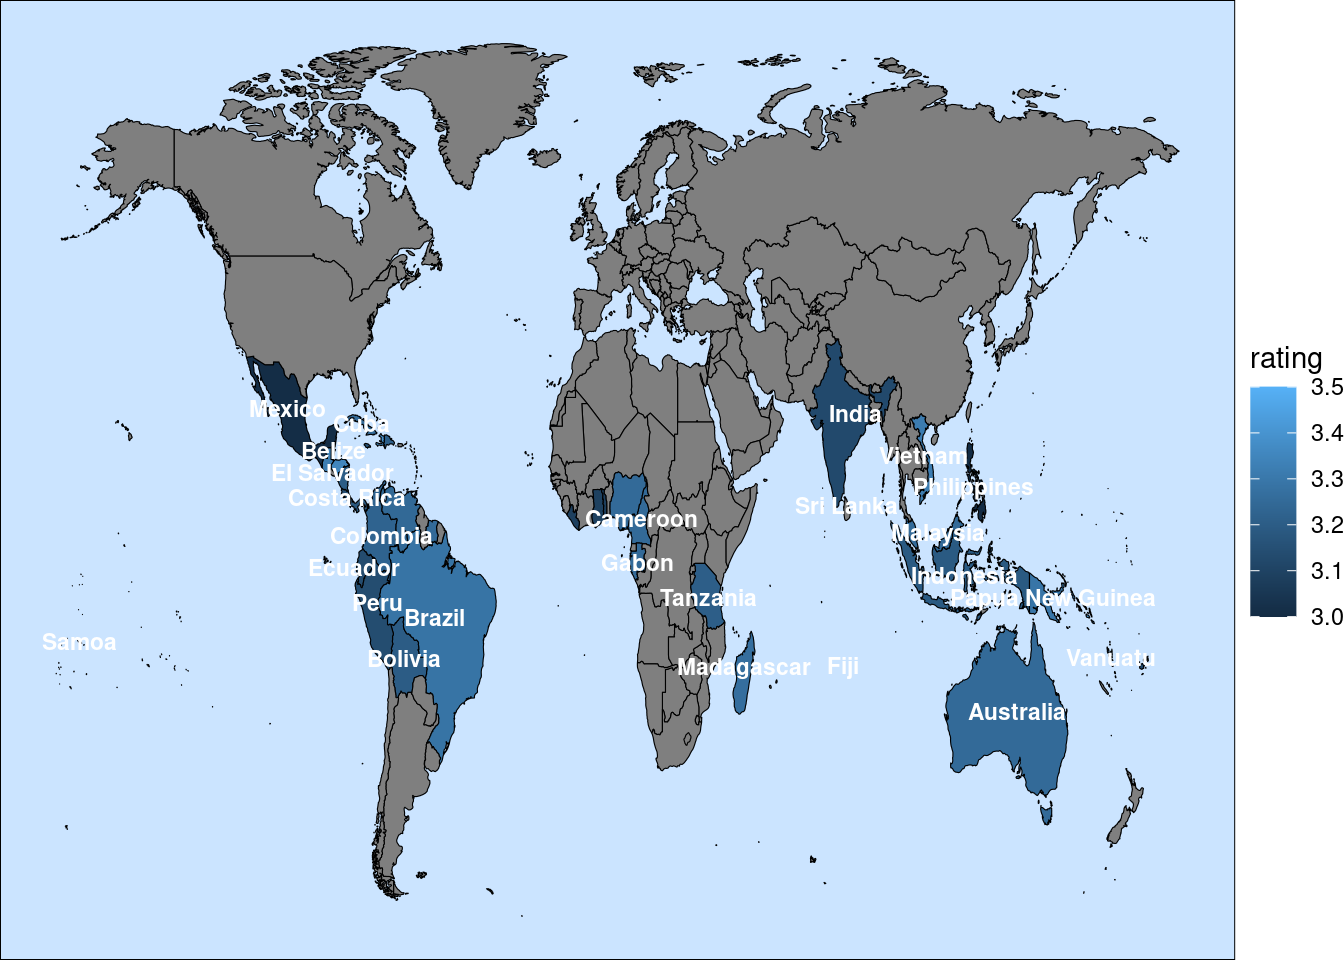 rating
3.5
3.4
3.3
3.2
3.1
3.0
Mexico
Cuba
Belize
El Salvador
Costa Rica
Colombia
Ecuador
Peru
Brazil
Bolivia
Samoa
Cameroon
Gabon
Tanzania
Madagascar
Fiji
India
Sri Lanka
Vietnam
Philippines
Malaysia
Indonesia
Papua New Guinea
Vanuatu
Australia